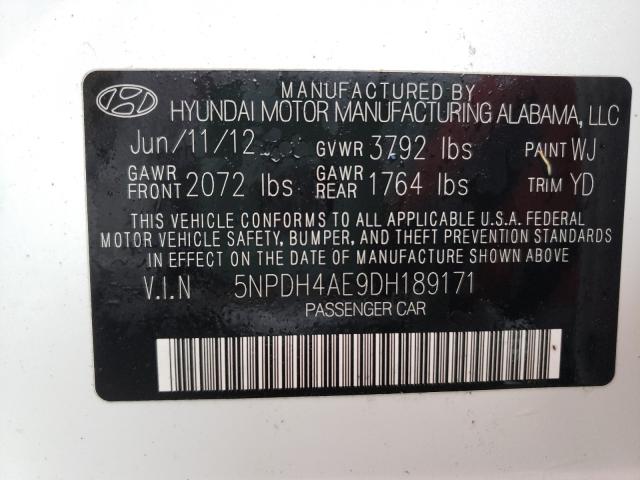 MANUFACTURED BY
HYUNDAI MOTOR MANUFACTURING ALABAMA, LLC
Jun/11/12 GVWR 3792 lbs PAINT WJ
GAWR FRONT 2072 lbs GAWR REAR 1764 lbs TRIM YD
THIS VEHICLE CONFORMS TO ALL APPLICABLE U.S.A. FEDERAL
MOTOR VEHICLE SAFETY, BUMPER, AND THEFT PREVENTION STANDARDS
IN EFFECT ON THE DATE OF MANUFACTURE SHOWN ABOVE
V.I.N 5NPDH4AE9DH189171
PASSENGER CAR